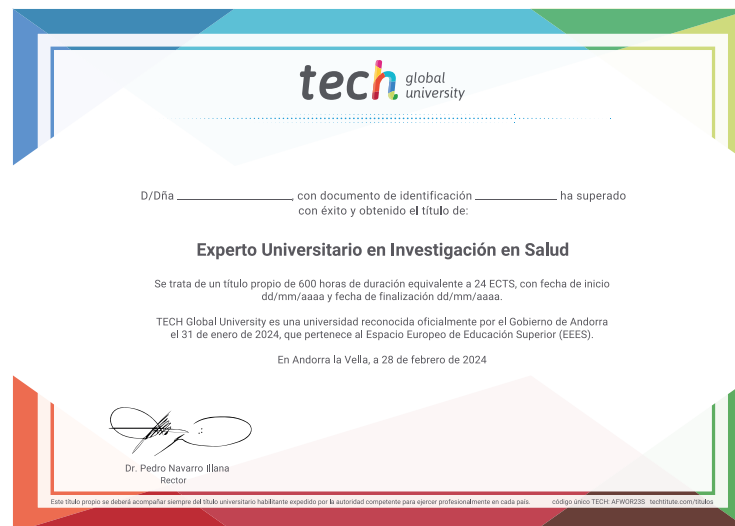 tech global
university
D/Dña ____________, con documento de identificación ____________ ha superado
con éxito y obtenido el título de:
Experto Universitario en Investigación en Salud
Se trata de un título propio de 600 horas de duración equivalente a 24 ECTS, con fecha de inicio
dd/mm/aaaa y fecha de finalización dd/mm/aaaa.
TECH Global University es una universidad reconocida oficialmente por el Gobierno de Andorra
el 31 de enero de 2024, que pertenece al Espacio Europeo de Educación Superior (EEES).
En Andorra la Vella, a 28 de febrero de 2024
Dr. Pedro Navarro Illana
Rector
Este título propio se deberá acompañar siempre del título universitario habilitante expedido por la autoridad competente para ejercer profesionalmente en cada país. código único TECH: AFWOR23S techtitute.com/titulos